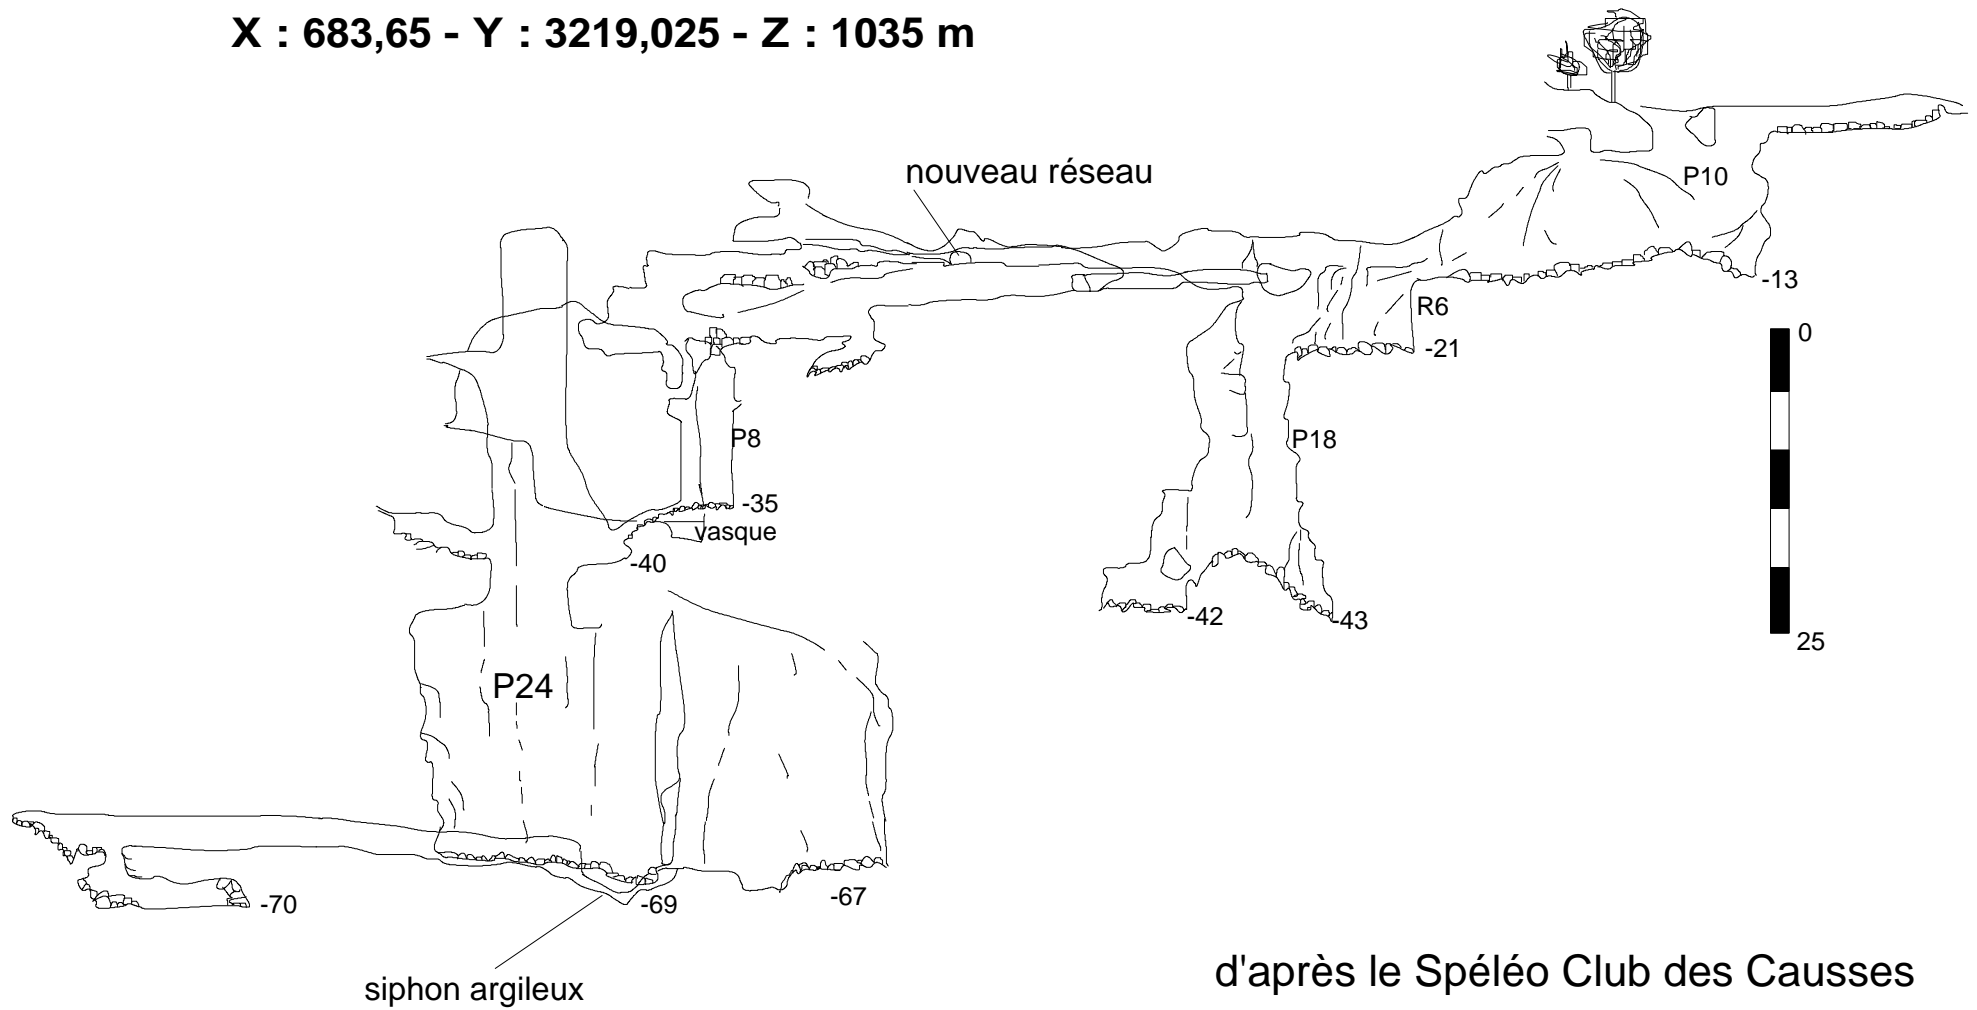 X : 683,65 - Y : 3219,025 - Z : 1035 m
nouveau réseau
P10
-13
R6
0
-21
P8
P18
-35
vasque
-40
-42
-43
25
P24
-67
-70
-69
d'après le Spéléo Club des Causses
siphon argileux